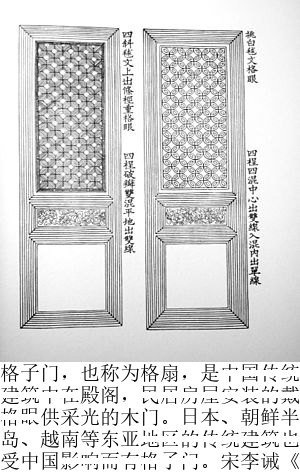 挑白毬文格眼
四桯四混中心出雙線入混内出單線
四斜毬文上出條桱重格眼
四桯破瓣雙混平地出雙線
格子门，也称为格扇，是中国传统
建筑中在殿阁，民居房屋安装的戴
格眼供采光的木门。日本、朝鲜半
岛、越南等东亚地区的传统建筑也
受中国影响而有格子门。宋李诫